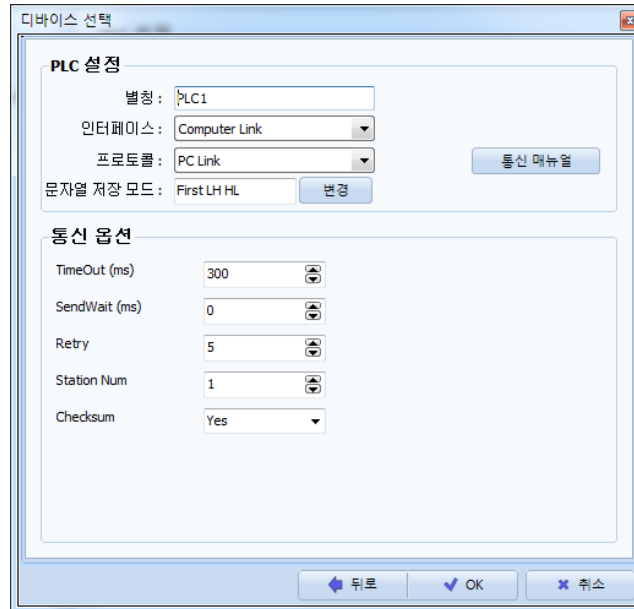 디바이스 선택
PLC 설정
별칭 : PLC1
인터페이스 : Computer Link
프로토콜 : PC Link 통신 매뉴얼
문자열 저장 모드 : First LH HL 변경
통신 옵션
TimeOut (ms) 300
SendWait (ms) 0
Retry 5
Station Num 1
Checksum Yes
뒤로 OK 취소